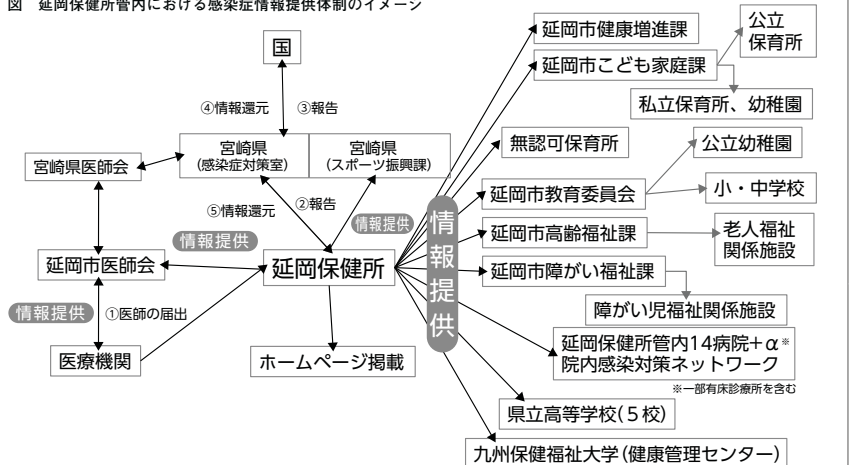 図　延岡保健所管内における感染症情報提供体制のイメージ
国
④情報還元
③報告
宮崎県医師会
宮崎県
(感染症対策室)
宮崎県
(スポーツ振興課)
⑤情報還元
②報告
情報提供
情報提供
延岡市医師会
延岡保健所
情報提供
①医師の届出
医療機関
ホームページ掲載
情報提供
延岡市健康増進課
公立
保育所
延岡市こども家庭課
私立保育所、幼稚園
無認可保育所
公立幼稚園
延岡市教育委員会
小・中学校
延岡市高齢福祉課
老人福祉
関係施設
延岡市障がい福祉課
障がい児福祉関係施設
延岡保健所管内14病院+α※
院内感染対策ネットワーク
※一部有床診療所を含む
県立高等学校(5校)
九州保健福祉大学(健康管理センター)